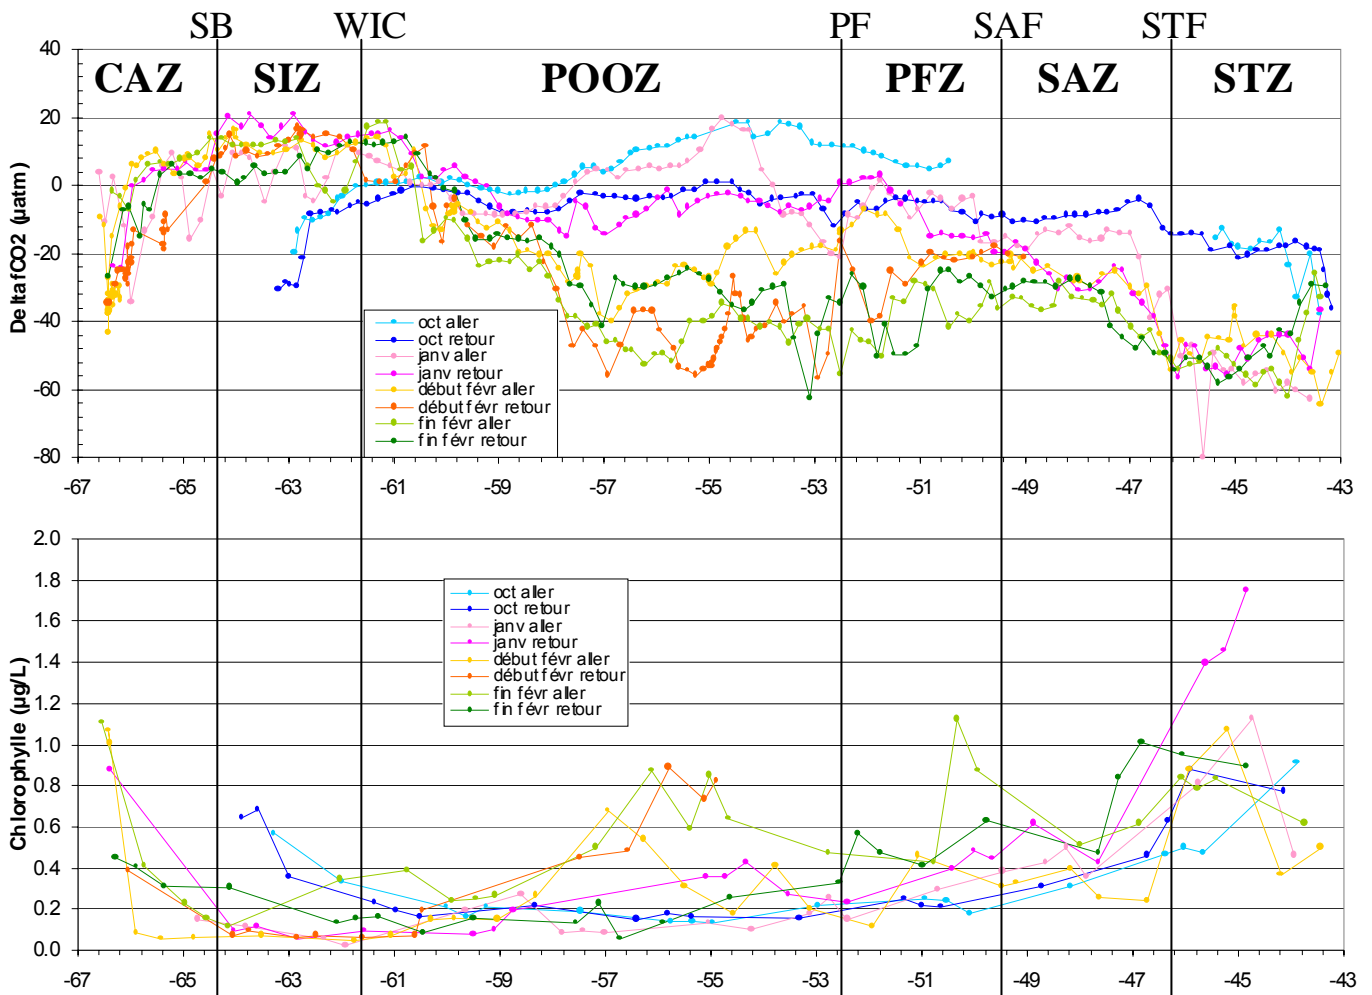 SB WIC PF SAF STF
CAZ SIZ POOZ PFZ SAZ STZ
DeltafCO2 (µatm)
40
20
0
-20
-40
-60
-80
oct aller
oct retour
janv aller
janv retour
début févr aller
début févr retour
fin févr aller
fin févr retour
-67 -65 -63 -61 -59 -57 -55 -53 -51 -49 -47 -45 -43
Chlorophylle (µg/L)
2.0
1.8
1.6
1.4
1.2
1.0
0.8
0.6
0.4
0.2
0.0
oct aller
oct retour
janv aller
janv retour
début févr aller
début févr retour
fin févr aller
fin févr retour
-67 -65 -63 -61 -59 -57 -55 -53 -51 -49 -47 -45 -43